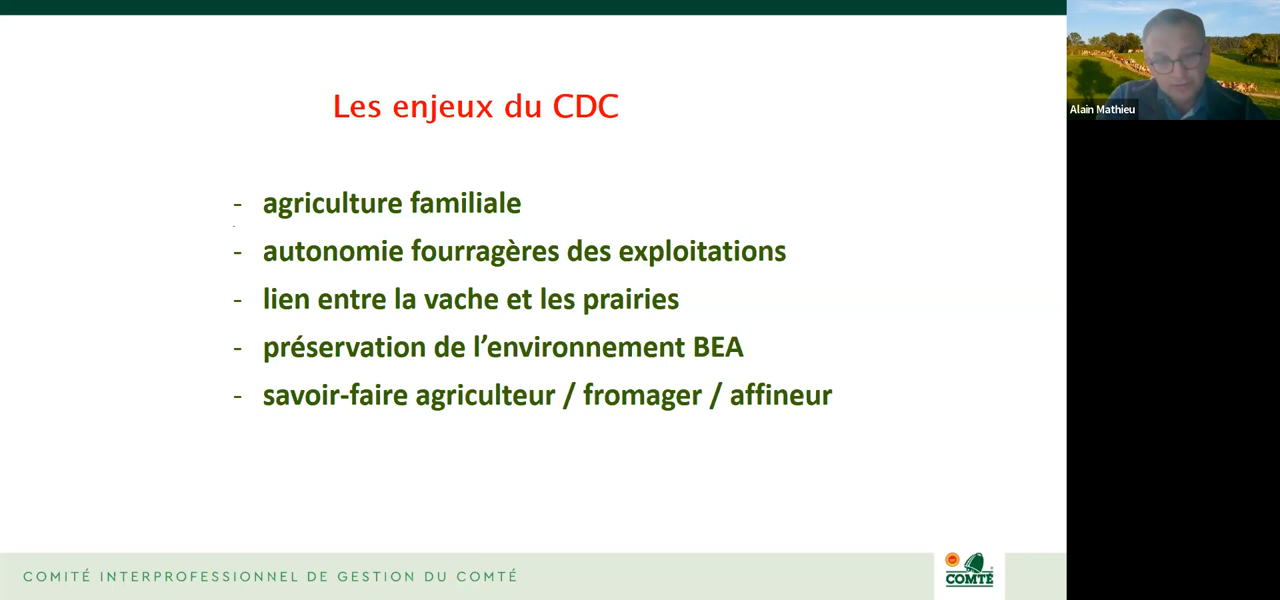 Les enjeux du CDC
- agriculture familiale
-
- autonomie fourragères des exploitations
- lien entre la vache et les prairies
- préservation de l’environnement BEA
- savoir-faire agriculteur / fromager / affineur
COMITÉ INTERPROFESSIONNEL DE GESTION DU COMTÉ
COMTÉ
Alain Mathieu